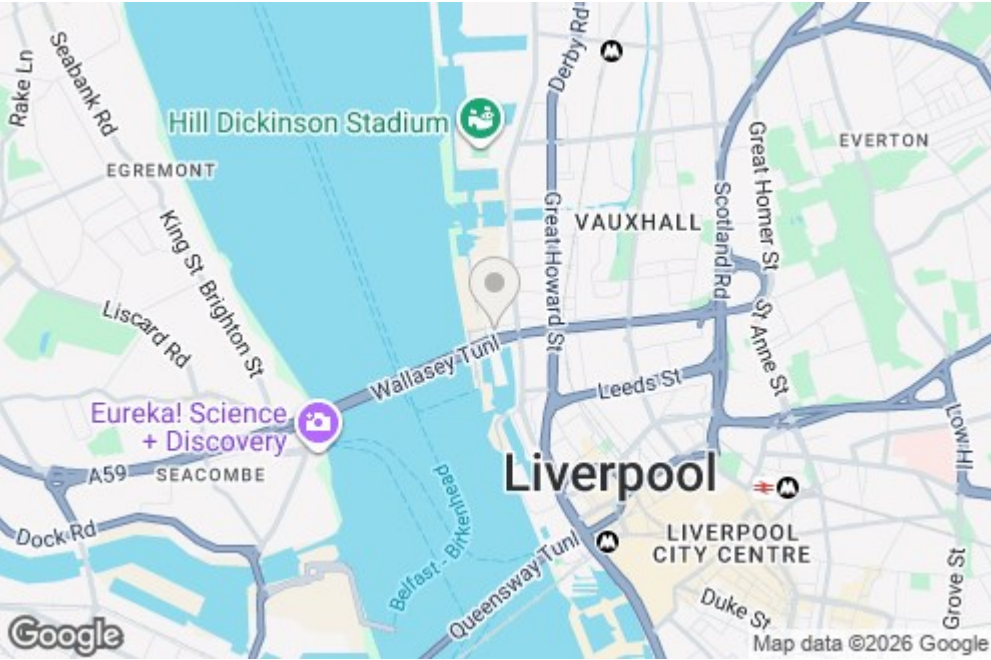 Rake Ln
Seabank Rd
Derby Rd
Hill Dickinson Stadium
EGREMONT
Great Homer St
EVERTON
King St
Brighton St
Great Howard St
VAUXHALL
Scotland Rd
Liscard Rd
St Anne St
Wallasey Tunl
Leeds St
Eureka! Science
+ Discovery
A59
SEACOMBE
Low Hill
Liverpool
Dock Rd
Belfast - Birkenhead
Queensway Tunl
LIVERPOOL
CITY CENTRE
Duke St
Grove St
Google
Map data ©2026 Google